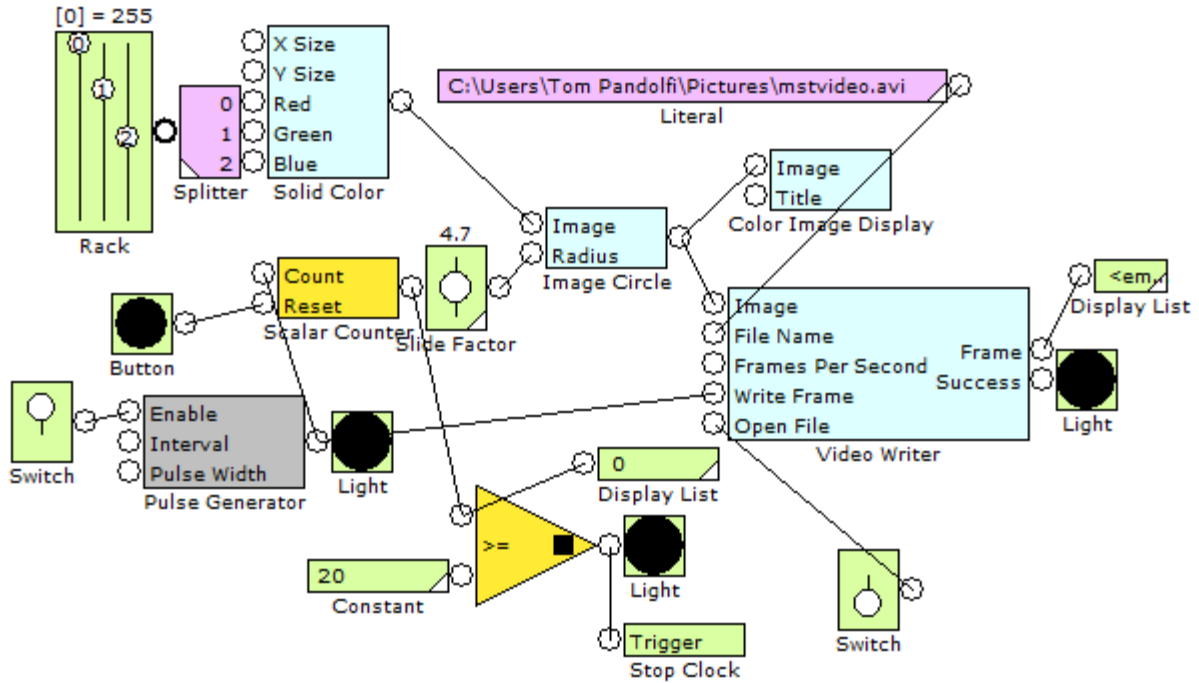 [0] = 255
0
1
2
Rack
0
1
2
Splitter
X Size
Y Size
Red
Green
Blue
Solid Color
C:\Users\Tom Pandolfi\Pictures\mstvideo.avi
Literal
Image
Title
Color Image Display
4.7
Slide Factor
Image
Radius
Image Circle
Count
Reset
Scalar Counter
Button
Switch
Enable
Interval
Pulse Width
Pulse Generator
Light
Image
File Name
Frames Per Second
Write Frame
Open File
Frame
Success
Video Writer
<em..
Display List
Light
0
Display List
>=
20
Constant
Light
Trigger
Stop Clock
Switch